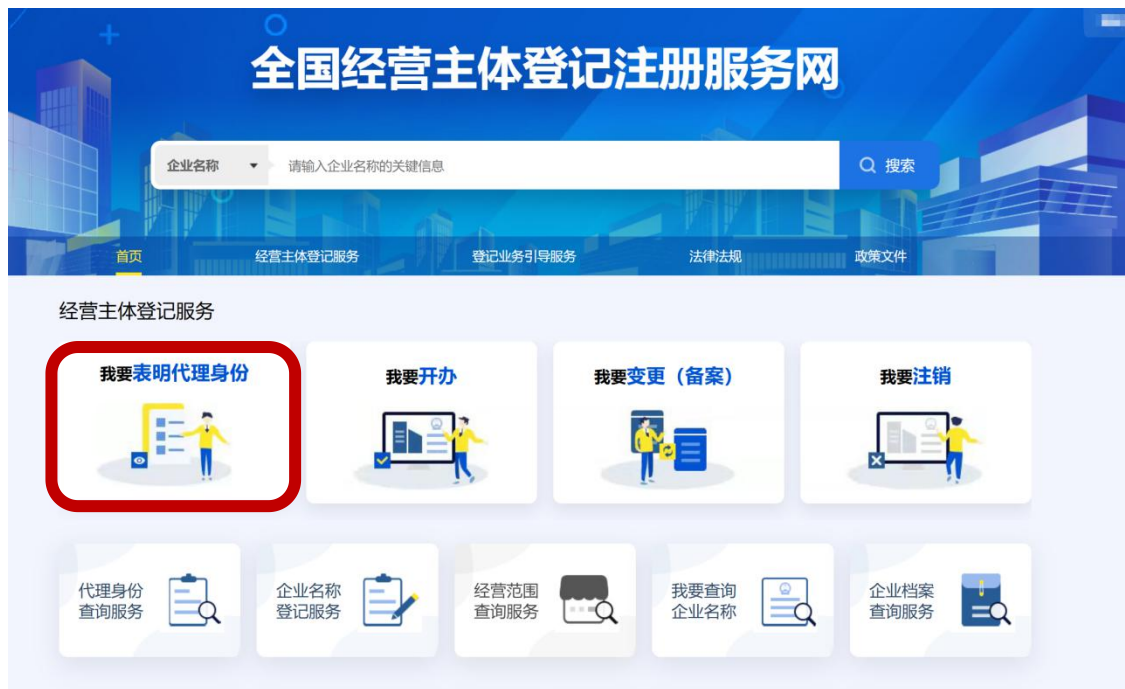 全国经营主体登记注册服务网
企业名称 请输入企业名称的关键信息 搜索
首页 经营主体登记服务 登记业务引导服务 法律法规 政策文件
经营主体登记服务
我要表明代理身份 我要开办 我要变更（备案） 我要注销
代理身份
查询服务
企业名称
登记服务
经营范围
查询服务
我要查询
企业名称
企业档案
查询服务